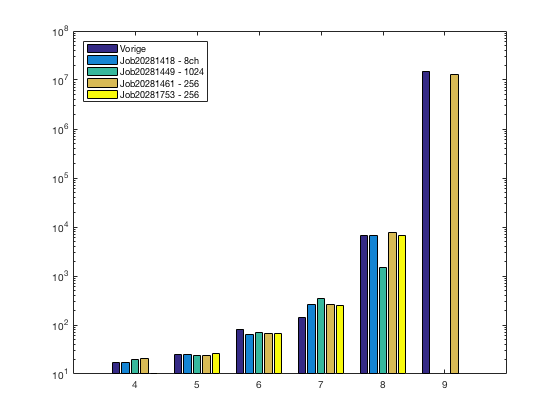 10^8
10^7
10^6
10^5
10^4
10^3
10^2
10^1
Vorige
Job20281418 - 8ch
Job20281449 - 1024
Job20281461 - 256
Job20281753 - 256
4 5 6 7 8 9